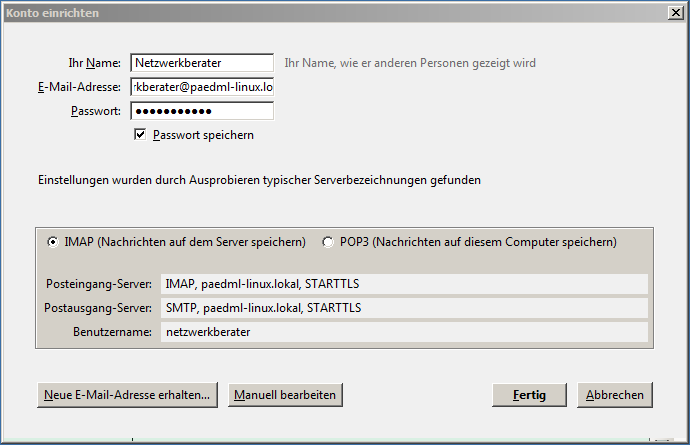 Konto einrichten
Ihr Name: Netzwerkberater Ihr Name, wie er anderen Personen gezeigt wird
E-Mail-Adresse: rkberater@paedml-linux.lo
Passwort: ●●●●●●●●●●●
Passwort speichern
Einstellungen wurden durch Ausprobieren typischer Serverbezeichnungen gefunden
IMAP (Nachrichten auf dem Server speichern) POP3 (Nachrichten auf diesem Computer speichern)
Posteingang-Server: IMAP, paedml-linux.lokal, STARTTLS
Postausgang-Server: SMTP, paedml-linux.lokal, STARTTLS
Benutzername: netzwerkberater
Neue E-Mail-Adresse erhalten... Manuell bearbeiten Fertig Abbrechen